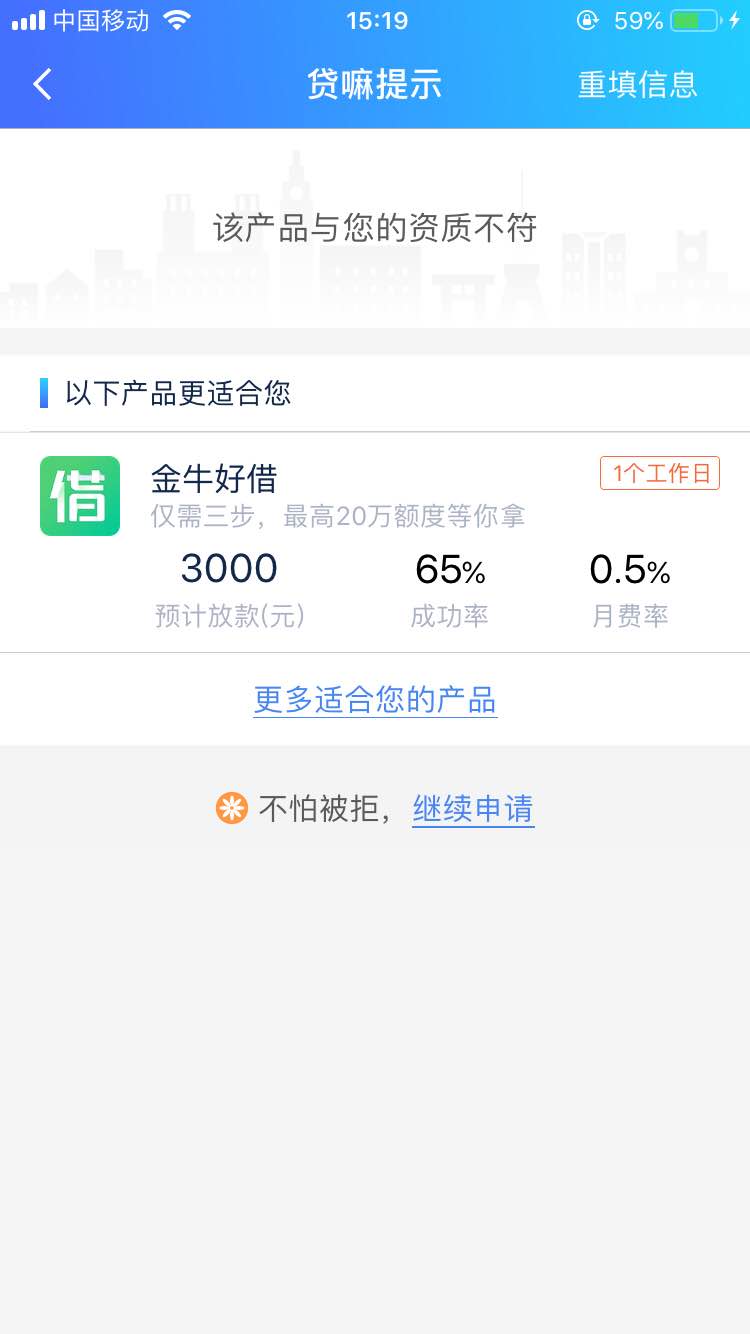 中国移动 15:19 59%
贷嘛提示 重填信息
该产品与您的资质不符
以下产品更适合您
借 金牛好借 1个工作日
仅需三步，最高20万额度等你拿
3000 65% 0.5%
预计放款(元) 成功率 月费率
更多适合您的产品
不怕被拒，继续申请